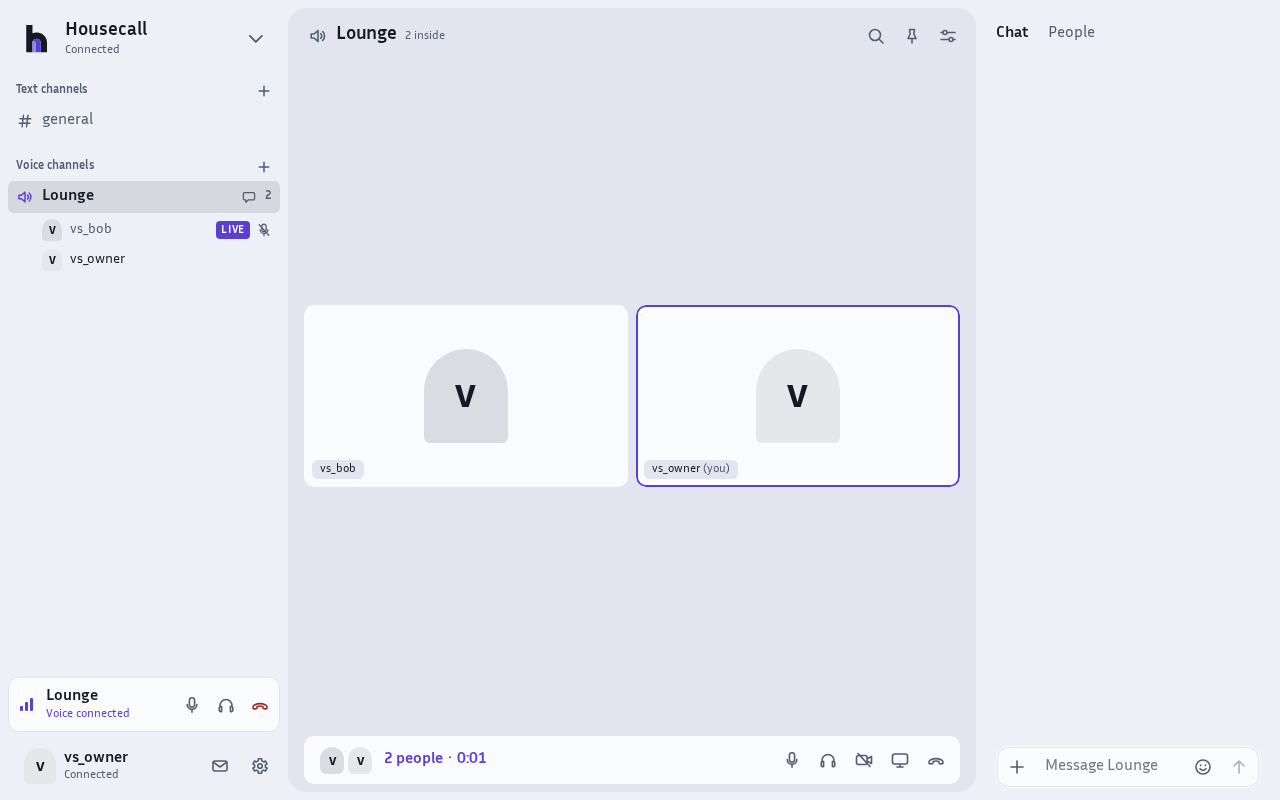 Housecall
Connected
Text channels
general
Voice channels
Lounge
2
V
vs_bob
LIVE
V
vs_owner
Lounge
Voice connected
V
vs_owner
Connected
Lounge
2 inside
V
vs_bob
V
vs_owner (you)
V
V
2 people · 0:01
Chat
People
Message Lounge